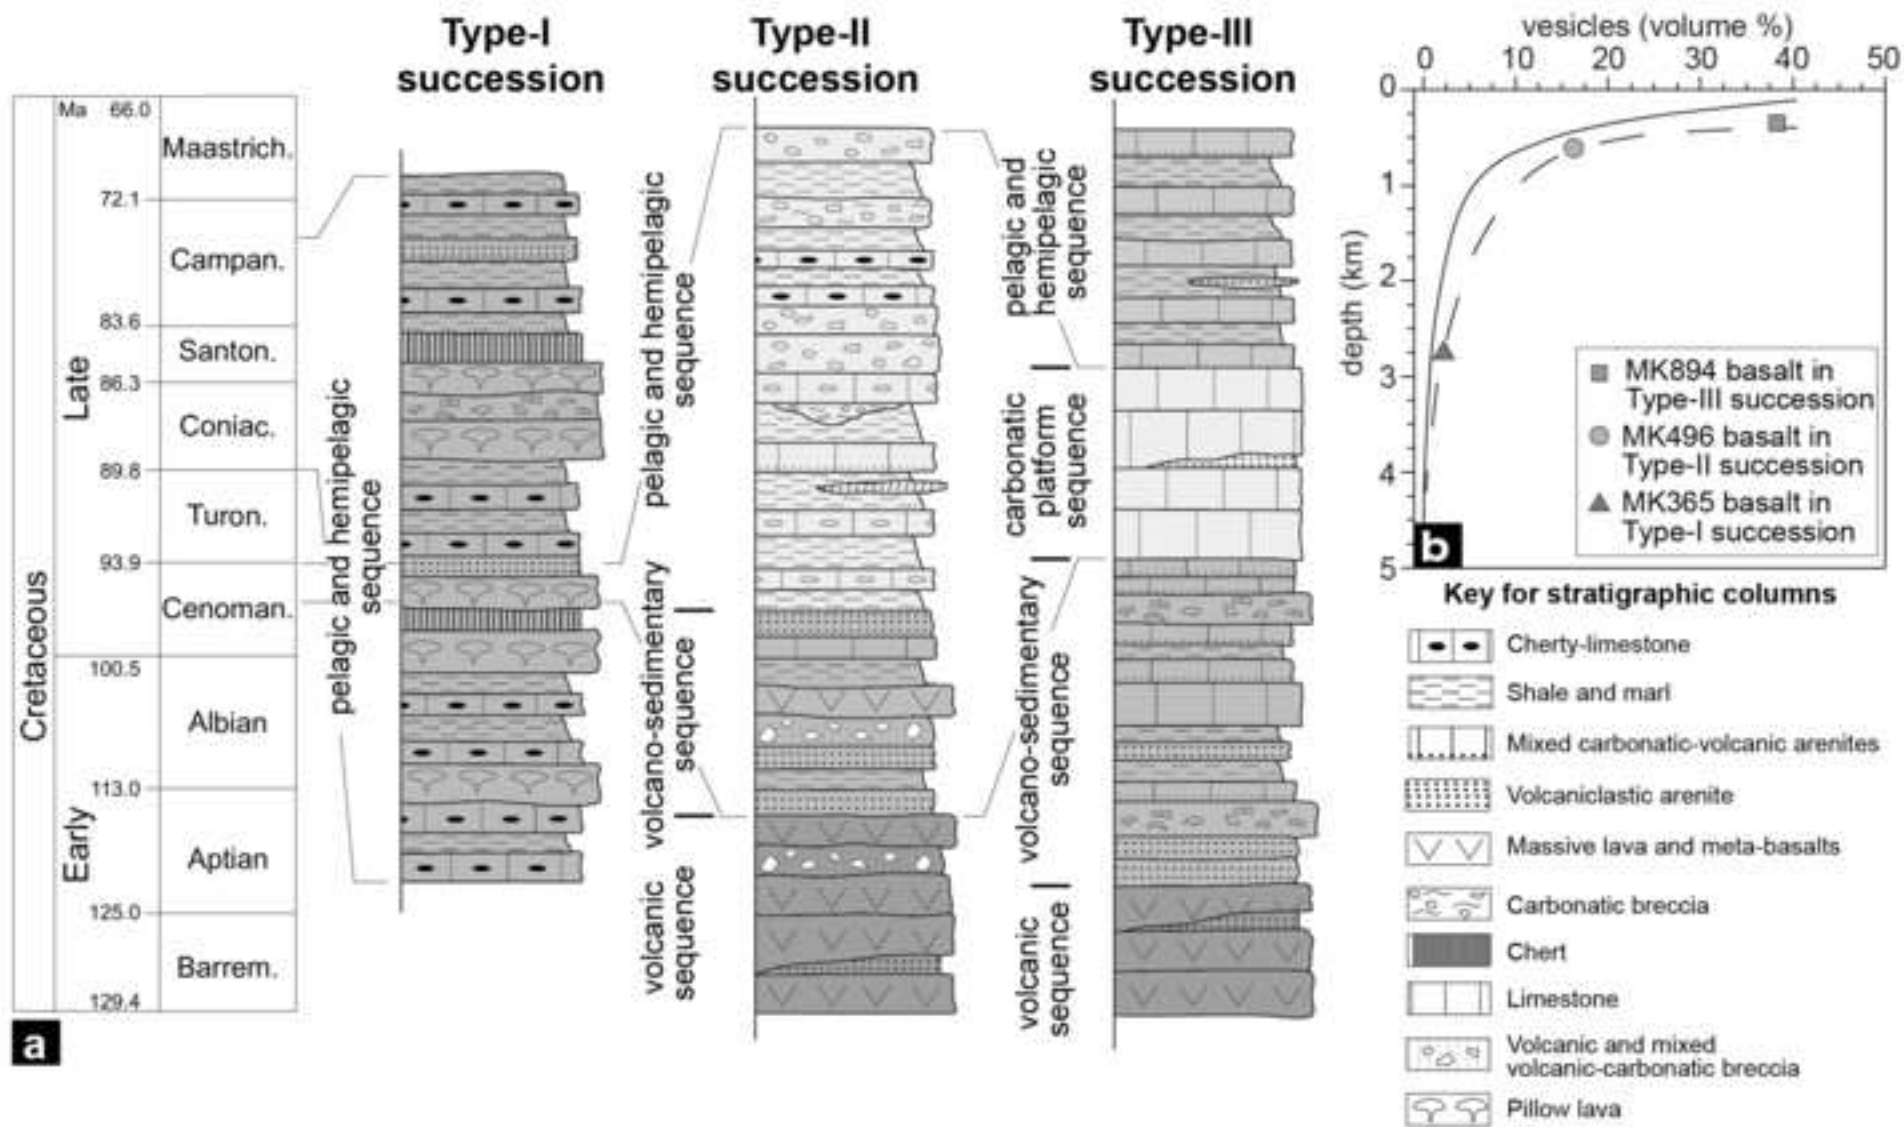 Type-I
succession
Type-II
succession
Type-III
succession
Cretaceous
Late
Early
Ma 66.0
Maastrich.
72.1
Campan.
83.6
Santon.
86.3
Coniac.
89.8
Turon.
93.9
Cenoman.
100.5
Albian
113.0
Aptian
125.0
Barrem.
129.4
a
pelagic and hemipelagic
sequence
pelagic and hemipelagic
sequence
volcano-sedimentary
sequence
volcanic
sequence
pelagic and
hemipelagic
sequence
carbonatic
platform
sequence
volcano-sedimentary
sequence
volcanic
sequence
vesicles (volume %)
0 10 20 30 40 50
depth (km)
0
1
2
3
4
5
MK894 basalt in
Type-III succession
MK496 basalt in
Type-II succession
MK365 basalt in
Type-I succession
b
Key for stratigraphic columns
Cherty-limestone
Shale and marl
Mixed carbonatic-volcanic arenites
Volcaniclastic arenite
Massive lava and meta-basalts
Carbonatic breccia
Chert
Limestone
Volcanic and mixed
volcanic-carbonatic breccia
Pillow lava